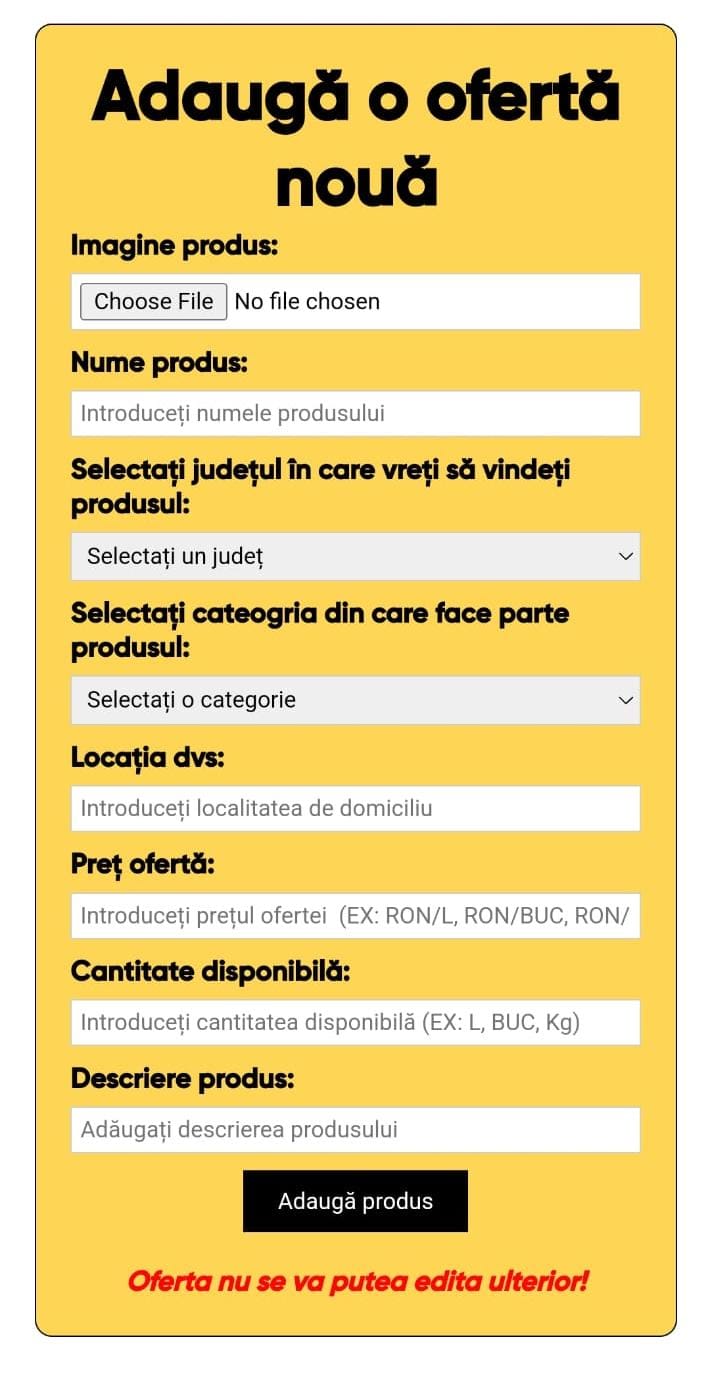 Adaugă o ofertă
nouă
Imagine produs:
Choose File No file chosen
Nume produs:
Introduceți numele produsului
Selectați județul în care vreți să vindeți
produsul:
Selectați un județ
Selectați cateogria din care face parte
produsul:
Selectați o categorie
Locația dvs:
Introduceți localitatea de domiciliu
Preț ofertă:
Introduceți prețul ofertei (EX: RON/L, RON/BUC, RON/
Cantitate disponibilă:
Introduceți cantitatea disponibilă (EX: L, BUC, Kg)
Descriere produs:
Adăugați descrierea produsului
Adaugă produs
Oferta nu se va putea edita ulterior!